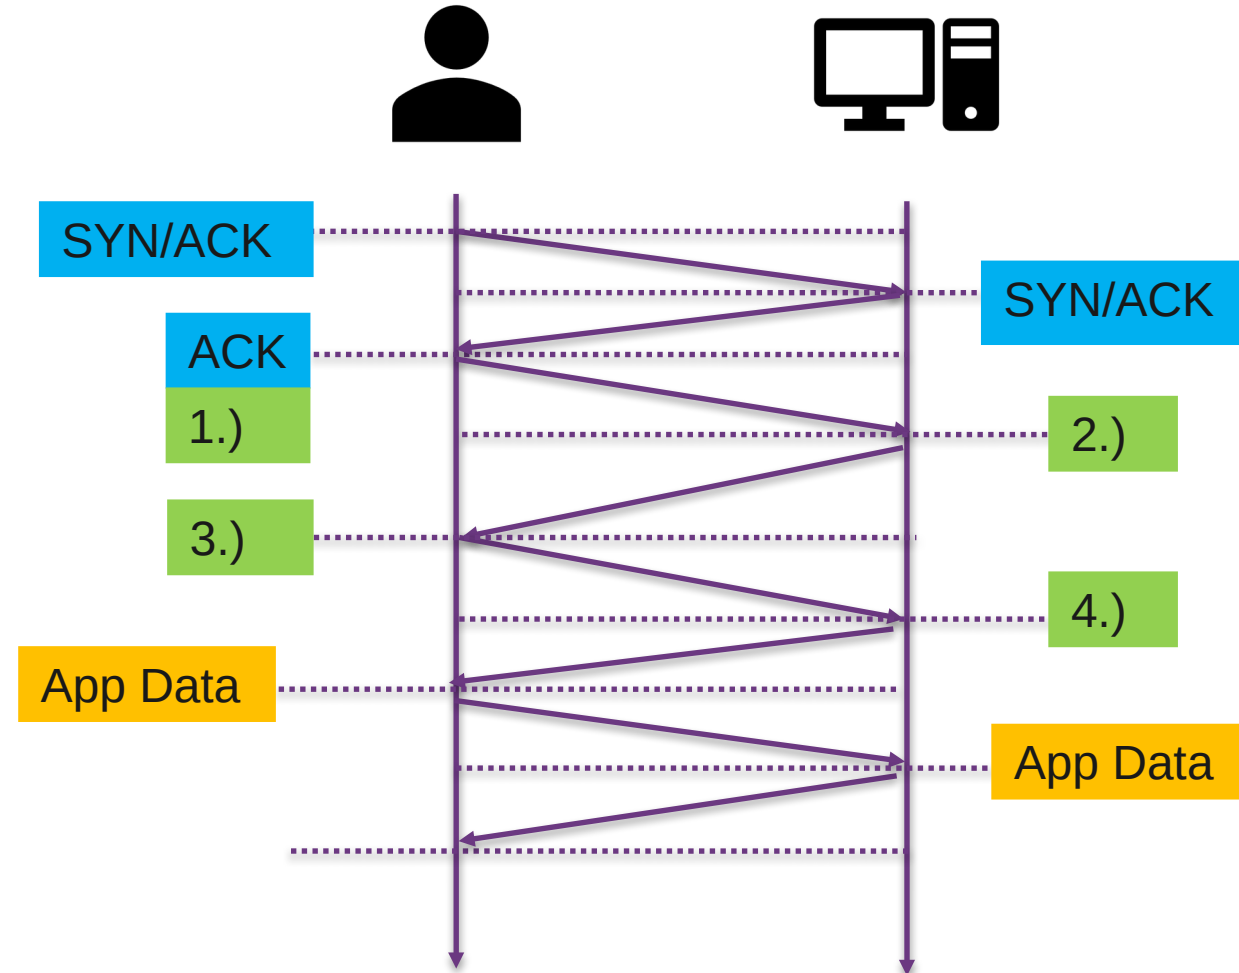 SYN/ACK
SYN/ACK
ACK
1.)
2.)
3.)
4.)
App Data
App Data